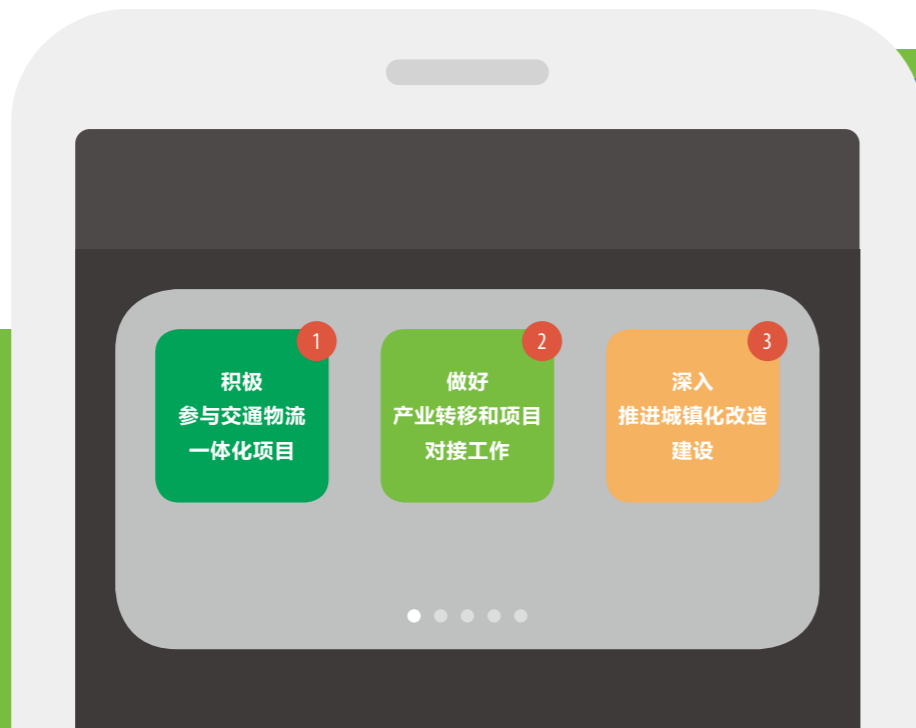 1
积极
参与交通物流
一体化项目
2
做好
产业转移和项目
对接工作
3
深入
推进城镇化改造
建设